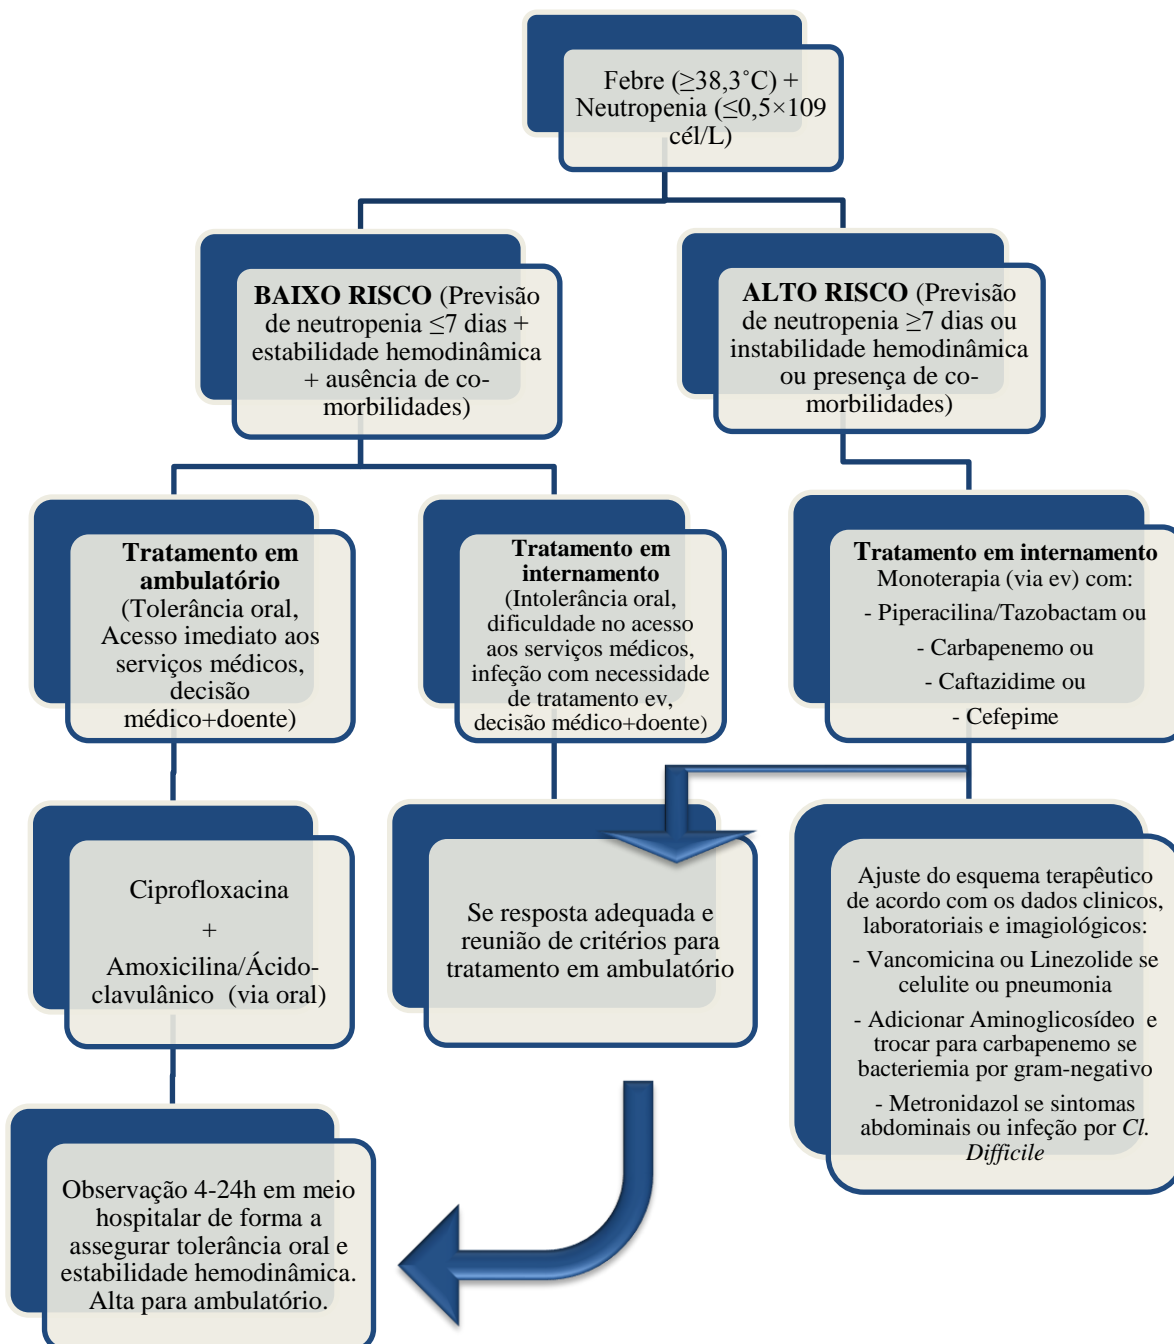 Febre (≥38,3˚C) +
Neutropenia (≤0,5×109
cél/L)
BAIXO RISCO (Previsão
de neutropenia ≤7 dias +
estabilidade hemodinâmica
+ ausência de co-
morbilidades)
ALTO RISCO (Previsão
de neutropenia ≥7 dias ou
instabilidade hemodinâmica
ou presença de co-
morbilidades)
Tratamento em
ambulatório
(Tolerância oral,
Acesso imediato aos
serviços médicos,
decisão
médico+doente)
Tratamento em
internamento
(Intolerância oral,
dificuldade no acesso
aos serviços médicos,
infeção com necessidade
de tratamento ev,
decisão médico+doente)
Tratamento em internamento
Monoterapia (via ev) com:
- Piperacilina/Tazobactam ou
- Carbapenemo ou
- Caftazidime ou
- Cefepime
Ciprofloxacina
+
Amoxicilina/Ácido-
clavulânico (via oral)
Se resposta adequada e
reunião de critérios para
tratamento em ambulatório
Ajuste do esquema terapêutico
de acordo com os dados clinicos,
laboratoriais e imagiológicos:
- Vancomicina ou Linezolide se
celulite ou pneumonia
- Adicionar Aminoglicosídeo e
trocar para carbapenemo se
bacteriemia por gram-negativo
- Metronidazol se sintomas
abdominais ou infeção por Cl.
Difficile
Observação 4-24h em meio
hospitalar de forma a
assegurar tolerância oral e
estabilidade hemodinâmica.
Alta para ambulatório.